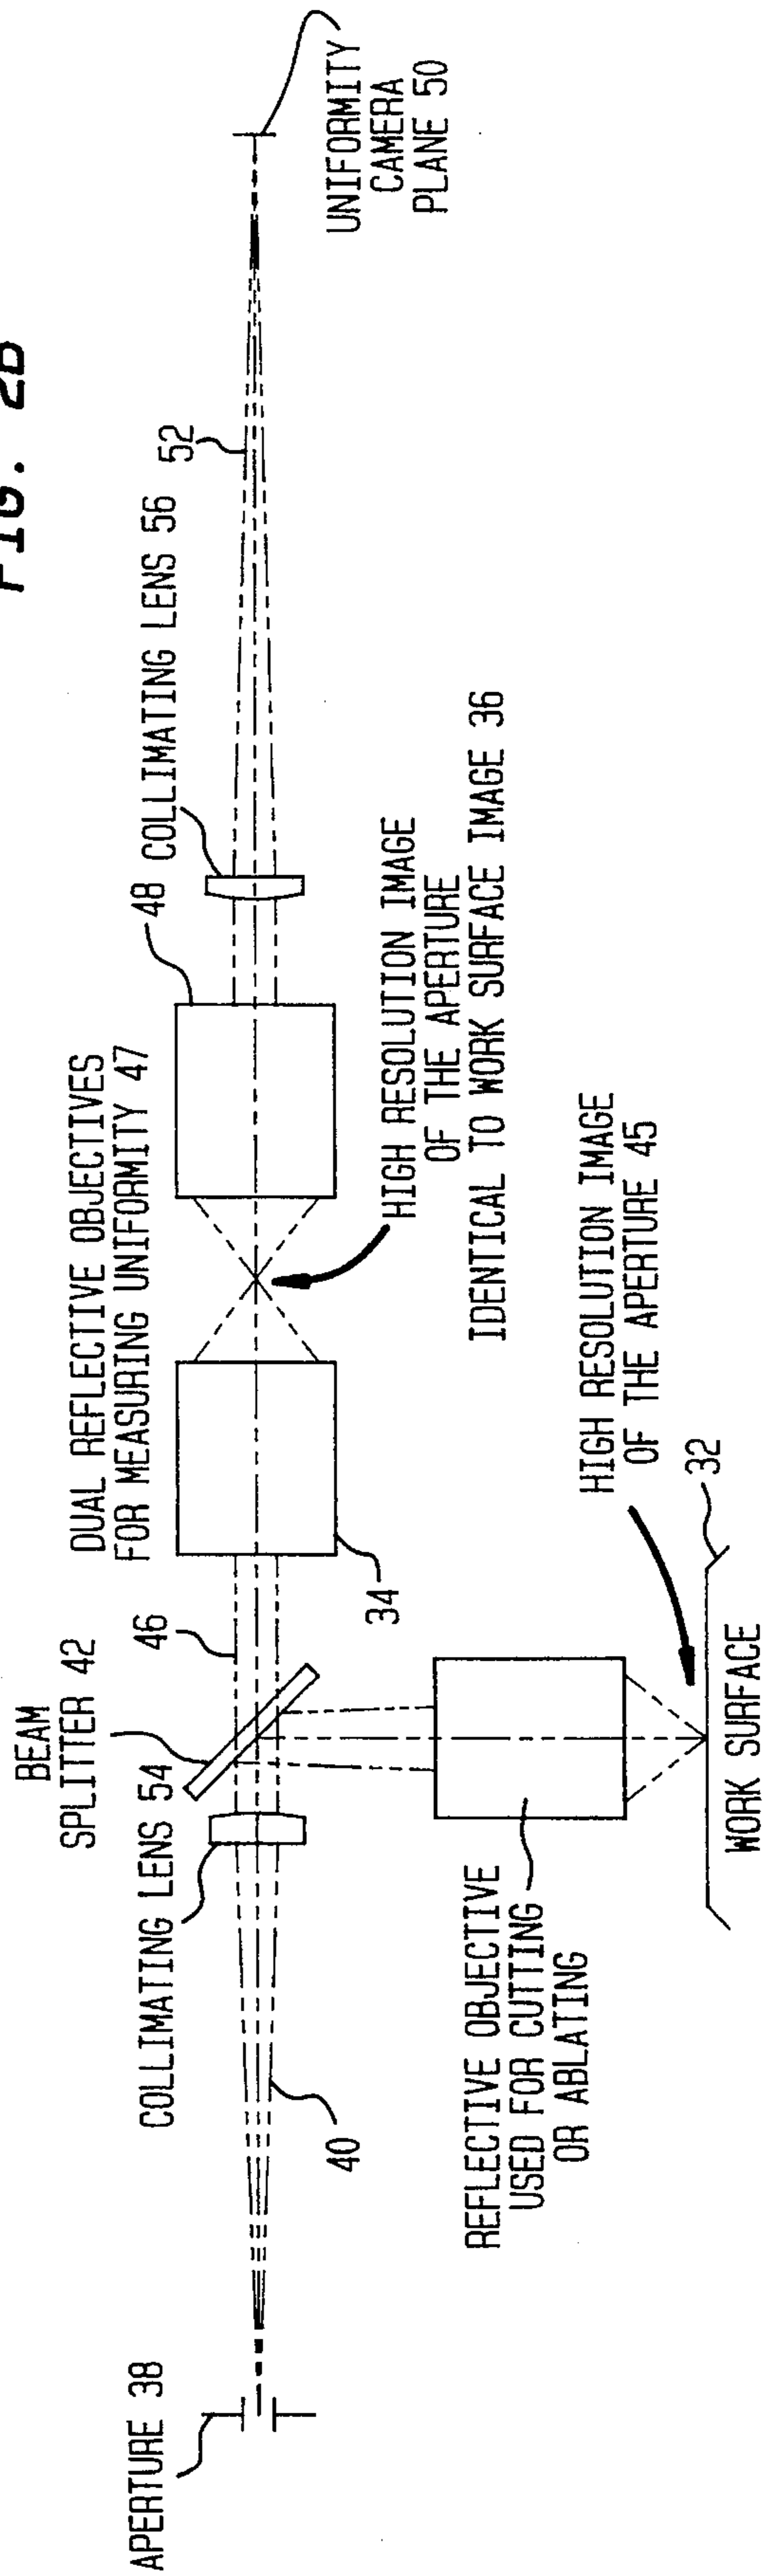 FIG. 2B
UNIFORMITY
CAMERA
PLANE 50
52
COLLIMATING LENS 56
48
HIGH RESOLUTION IMAGE
OF THE APERTURE
IDENTICAL TO WORK SURFACE IMAGE 36
DUAL REFLECTIVE OBJECTIVES
FOR MEASURING UNIFORMITY 47
34
46
HIGH RESOLUTION IMAGE
OF THE APERTURE 45
32
WORK SURFACE
BEAM
SPLITTER 42
COLLIMATING LENS 54
REFLECTIVE OBJECTIVE
USED FOR CUTTING
OR ABLATING
40
APERTURE 38